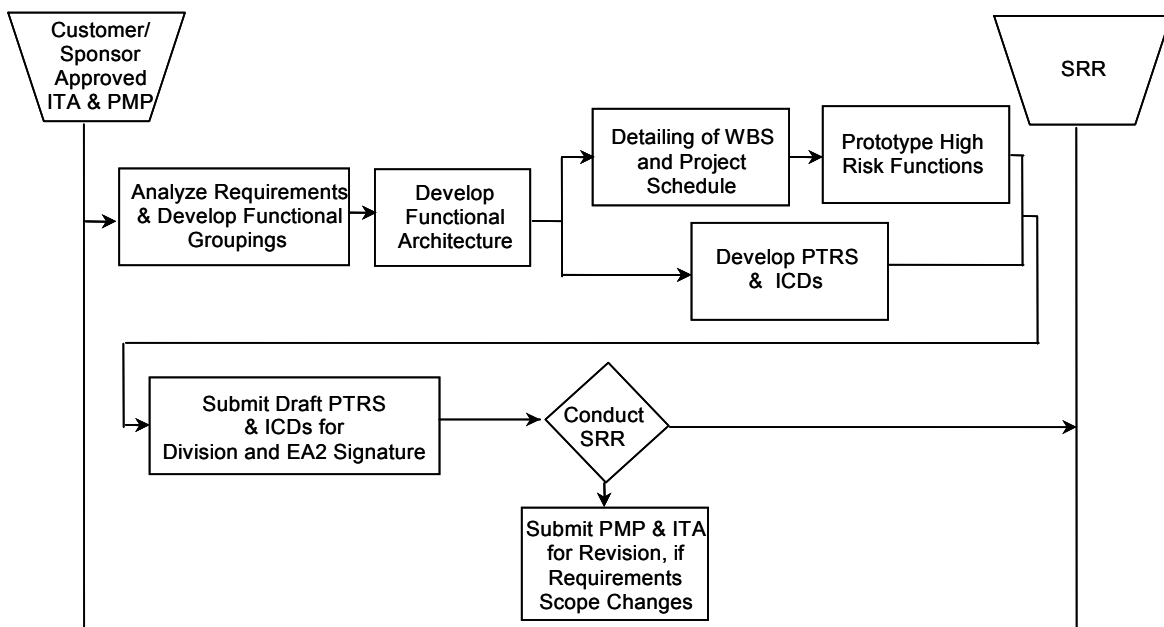 Customer/
Sponsor
Approved
ITA & PMP
SRR
Detailing of WBS
and Project
Schedule
Prototype High
Risk Functions
Analyze Requirements
& Develop Functional
Groupings
Develop
Functional
Architecture
Develop PTRS
& ICDs
Submit Draft PTRS
& ICDs for
Division and EA2 Signature
Conduct
SRR
Submit PMP & ITA
for Revision, if
Requirements
Scope Changes